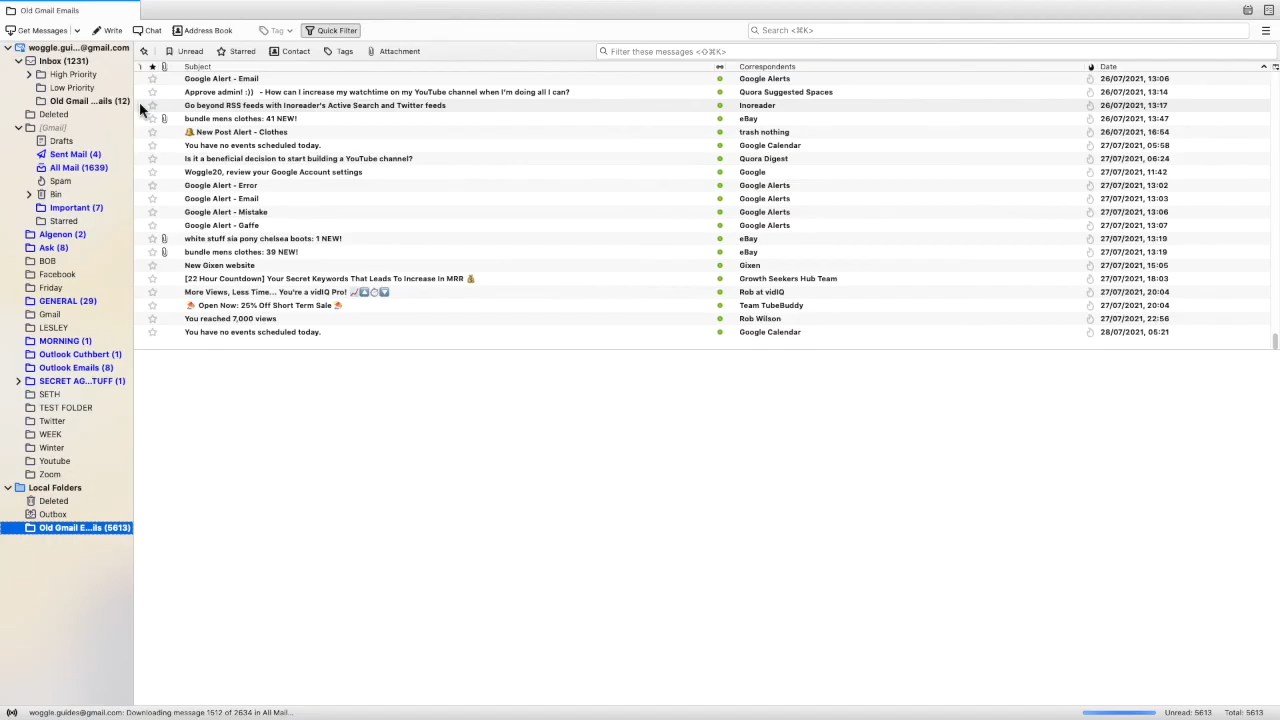 Old Gmail Emails
Get Messages Write Chat Address Book Tag Quick Filter Search <⌘K>
woggle.gui...@gmail.com
Inbox (1231)
High Priority
Low Priority
Old Gmail ...ails (12)
Deleted
[Gmail]
Drafts
Sent Mail (4)
All Mail (1639)
Spam
Bin
Important (7)
Starred
Algenon (2)
Ask (8)
BOB
Facebook
Friday
GENERAL (29)
Gmail
LESLEY
MORNING (1)
Outlook Cuthbert (1)
Outlook Emails (8)
SECRET AG...TUFF (1)
SETH
TEST FOLDER
Twitter
WEEK
Winter
Youtube
Zoom
Local Folders
Deleted
Outbox
Old Gmail E...ils (5613)
Unread Starred Contact Tags Attachment Filter these messages <⇧⌘K>
Subject Correspondents Date
Google Alert - Email Google Alerts 26/07/2021, 13:06
Approve admin! :)) - How can I increase my watchtime on my YouTube channel when I'm doing all I can? Quora Suggested Spaces 26/07/2021, 13:14
Go beyond RSS feeds with Inoreader's Active Search and Twitter feeds Inoreader 26/07/2021, 13:17
bundle mens clothes: 41 NEW! eBay 26/07/2021, 13:47
New Post Alert - Clothes trash nothing 26/07/2021, 16:54
You have no events scheduled today. Google Calendar 27/07/2021, 05:58
Is it a beneficial decision to start building a YouTube channel? Quora Digest 27/07/2021, 06:24
Woggle20, review your Google Account settings Google 27/07/2021, 11:42
Google Alert - Error Google Alerts 27/07/2021, 13:02
Google Alert - Email Google Alerts 27/07/2021, 13:03
Google Alert - Mistake Google Alerts 27/07/2021, 13:06
Google Alert - Gaffe Google Alerts 27/07/2021, 13:07
white stuff sia pony chelsea boots: 1 NEW! eBay 27/07/2021, 13:19
bundle mens clothes: 39 NEW! eBay 27/07/2021, 13:19
New Gixen website Gixen 27/07/2021, 15:05
[22 Hour Countdown] Your Secret Keywords That Leads To Increase In MRR 💰 Growth Seekers Hub Team 27/07/2021, 18:03
More Views, Less Time... You're a vidIQ Pro! Rob at vidIQ 27/07/2021, 20:04
Open Now: 25% Off Short Term Sale Team TubeBuddy 27/07/2021, 20:04
You reached 7,000 views Rob Wilson 27/07/2021, 22:56
You have no events scheduled today. Google Calendar 28/07/2021, 05:21
woggle.guides@gmail.com: Downloading message 1512 of 2634 in All Mail... Unread: 5613 Total: 5613